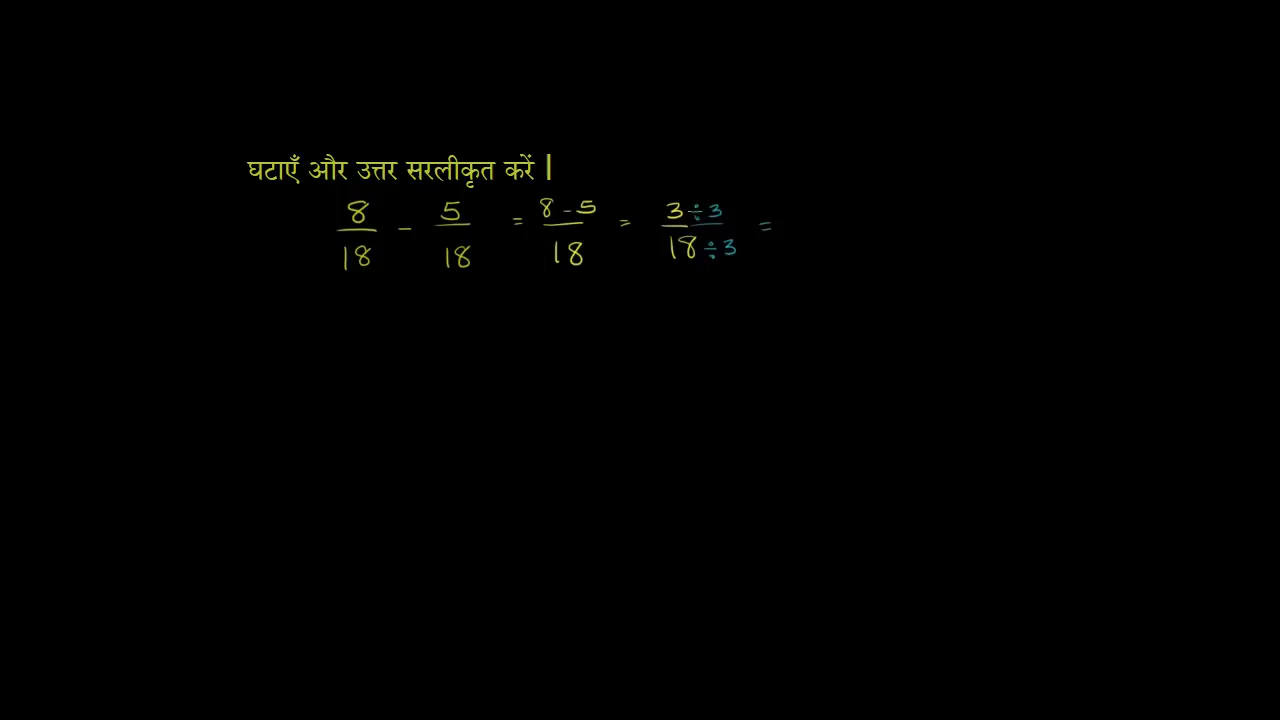 घटाएँ और उत्तर सरलीकृत करें |
8/18 - 5/18 = 8-5/18 = 3÷3/18÷3 =